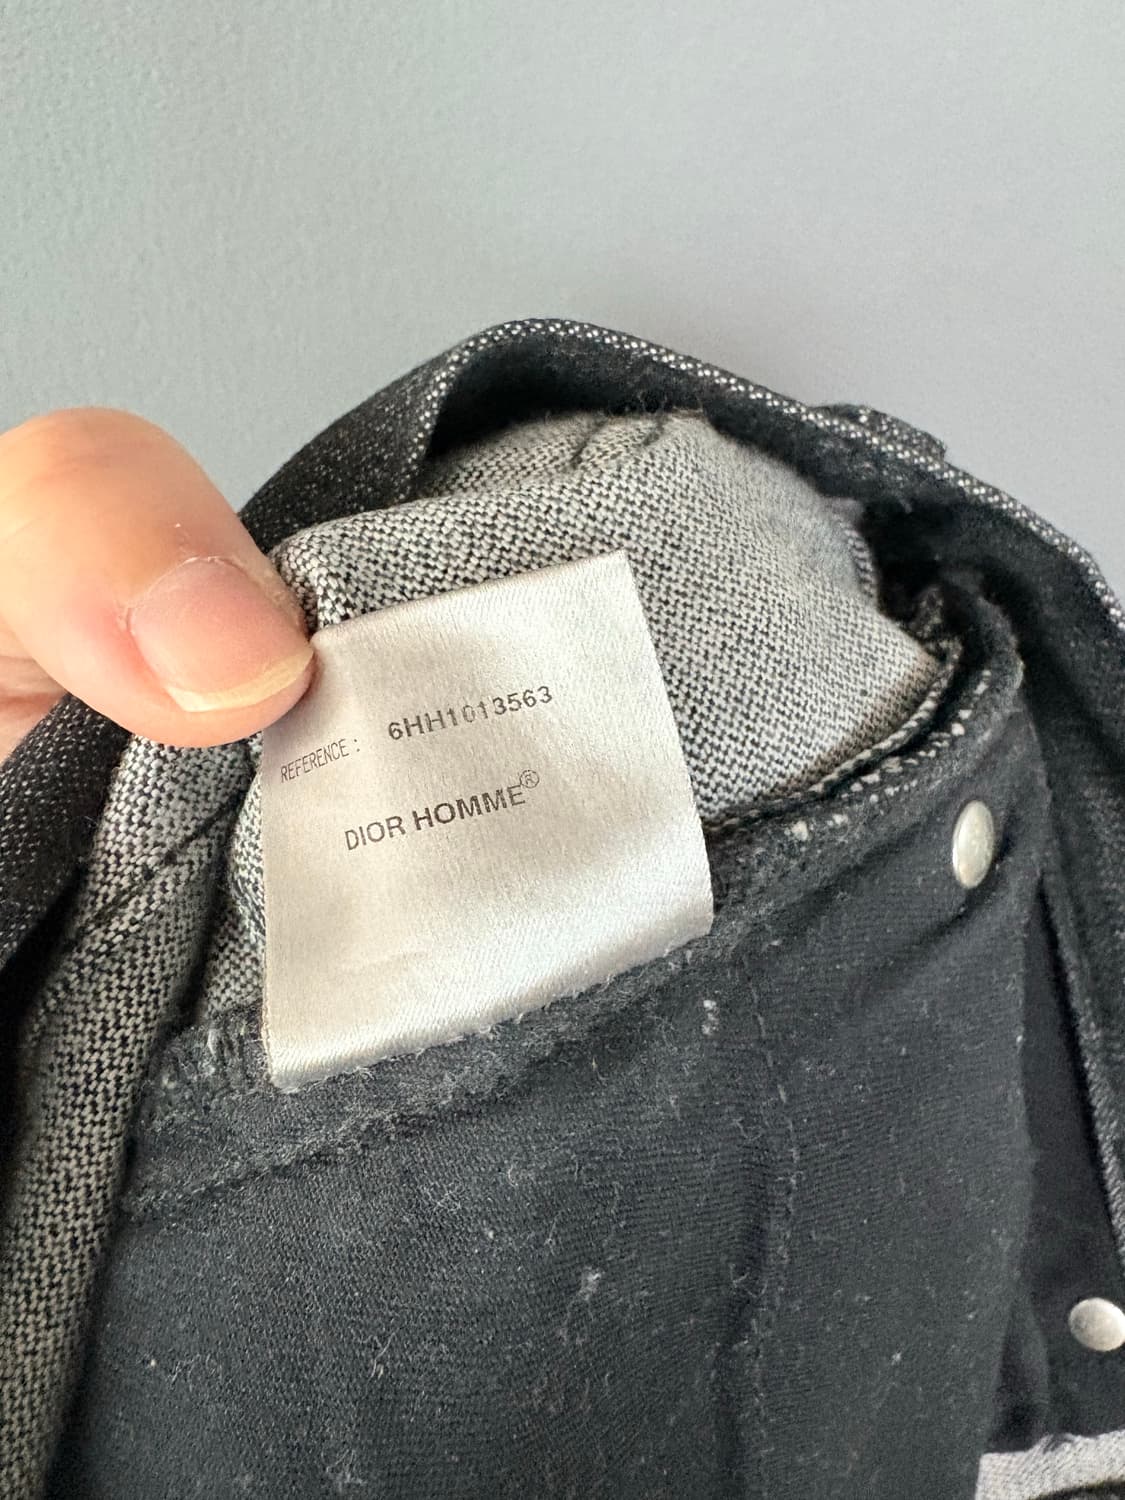 REFERENCE : 6HH1013563
DIOR HOMME®